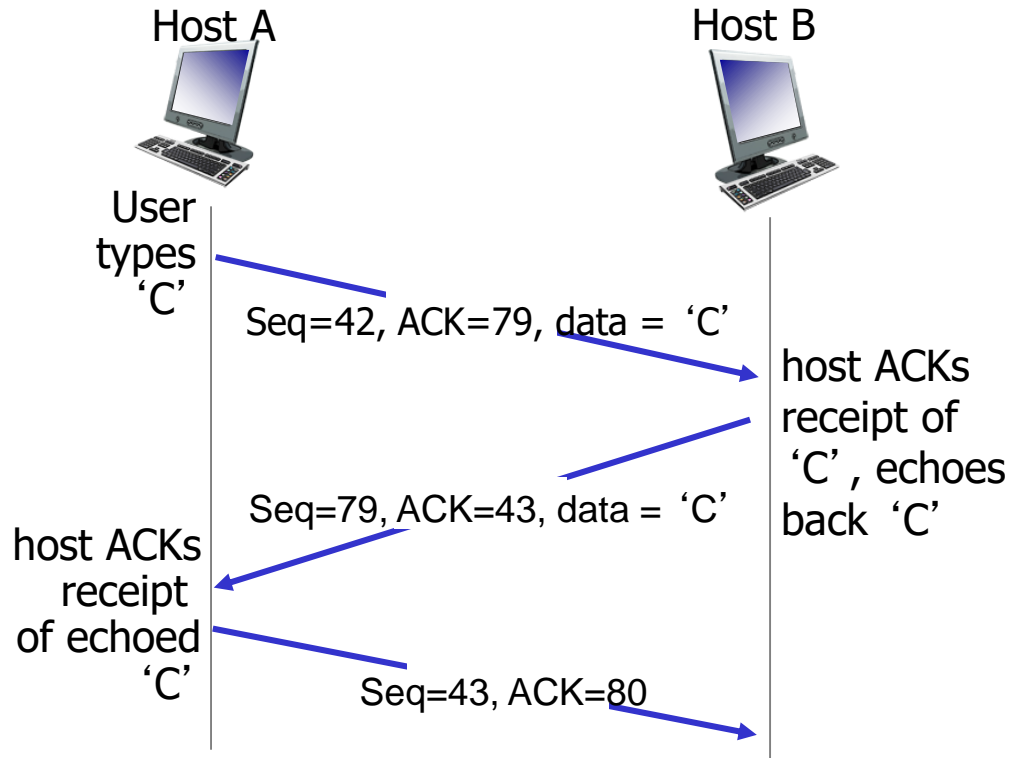 Host A
Host B
User
types
‘C’
Seq=42, ACK=79, data = ‘C’
host ACKs
receipt of
‘C’, echoes
back ‘C’
Seq=79, ACK=43, data = ‘C’
host ACKs
receipt
of echoed
‘C’
Seq=43, ACK=80